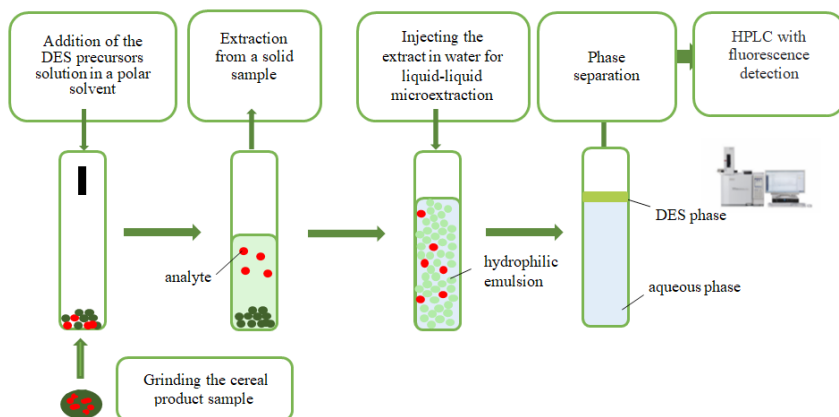 Addition of the
DES precursors
solution in a polar
solvent
Extraction
from a solid
sample
Injecting the
extract in water for
liquid-liquid
microextraction
Phase
separation
HPLC with
fluorescence
detection
analyte
hydrophilic
emulsion
DES phase
aqueous phase
Grinding the cereal
product sample